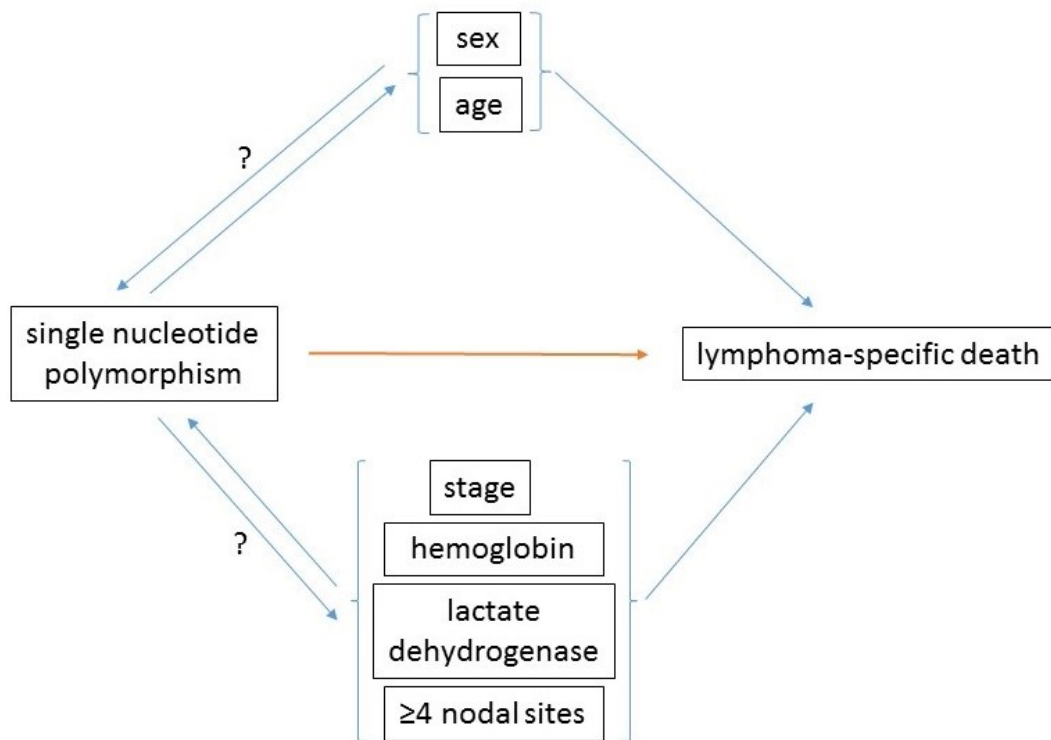 sex
age
?
single nucleotide
polymorphism
lymphoma-specific death
stage
?
hemoglobin
lactate
dehydrogenase
≥4 nodal sites